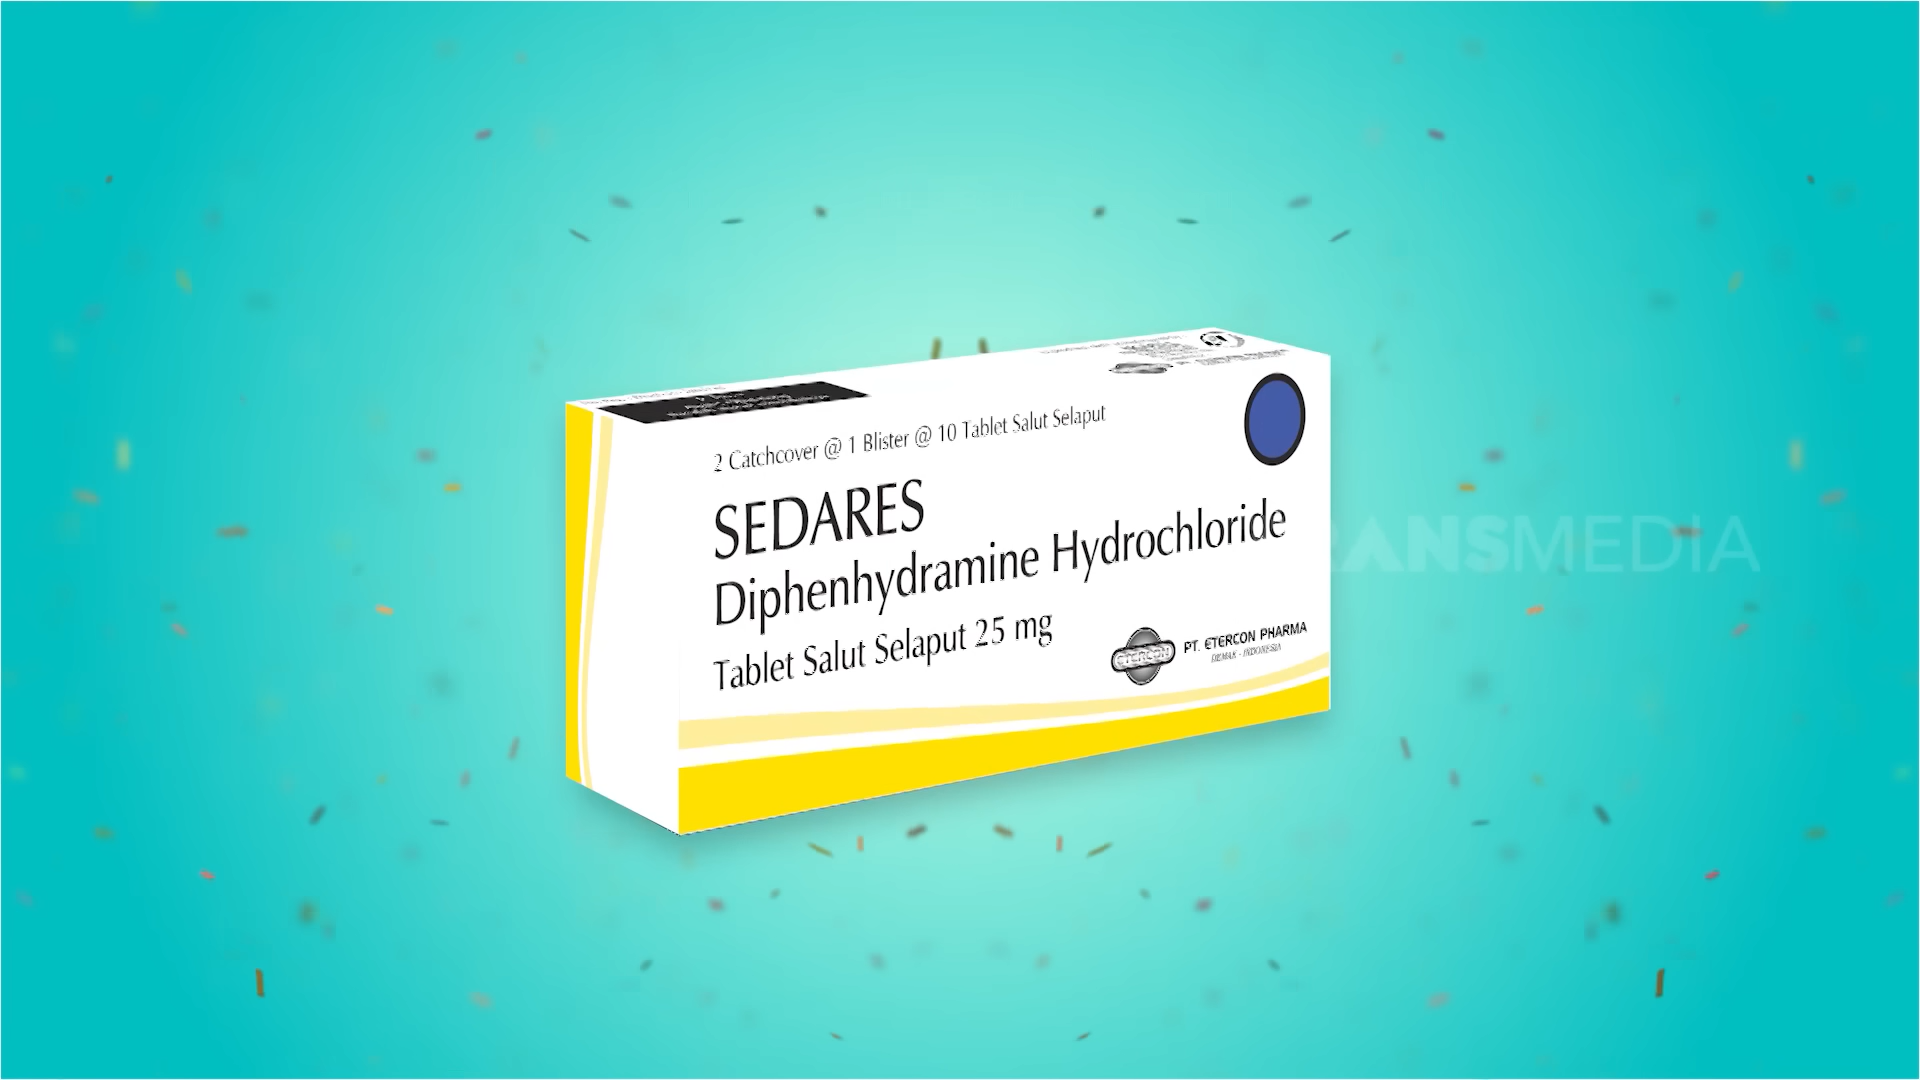 2 Catchcover @ 1 Blister @ 10 Tablet Salut Selaput
SEDARES
Diphenhydramine Hydrochloride
Tablet Salut Selaput 25 mg
ETERCON
PT. ETERCON PHARMA
DEMAK - INDONESIA
RANSMEDIA